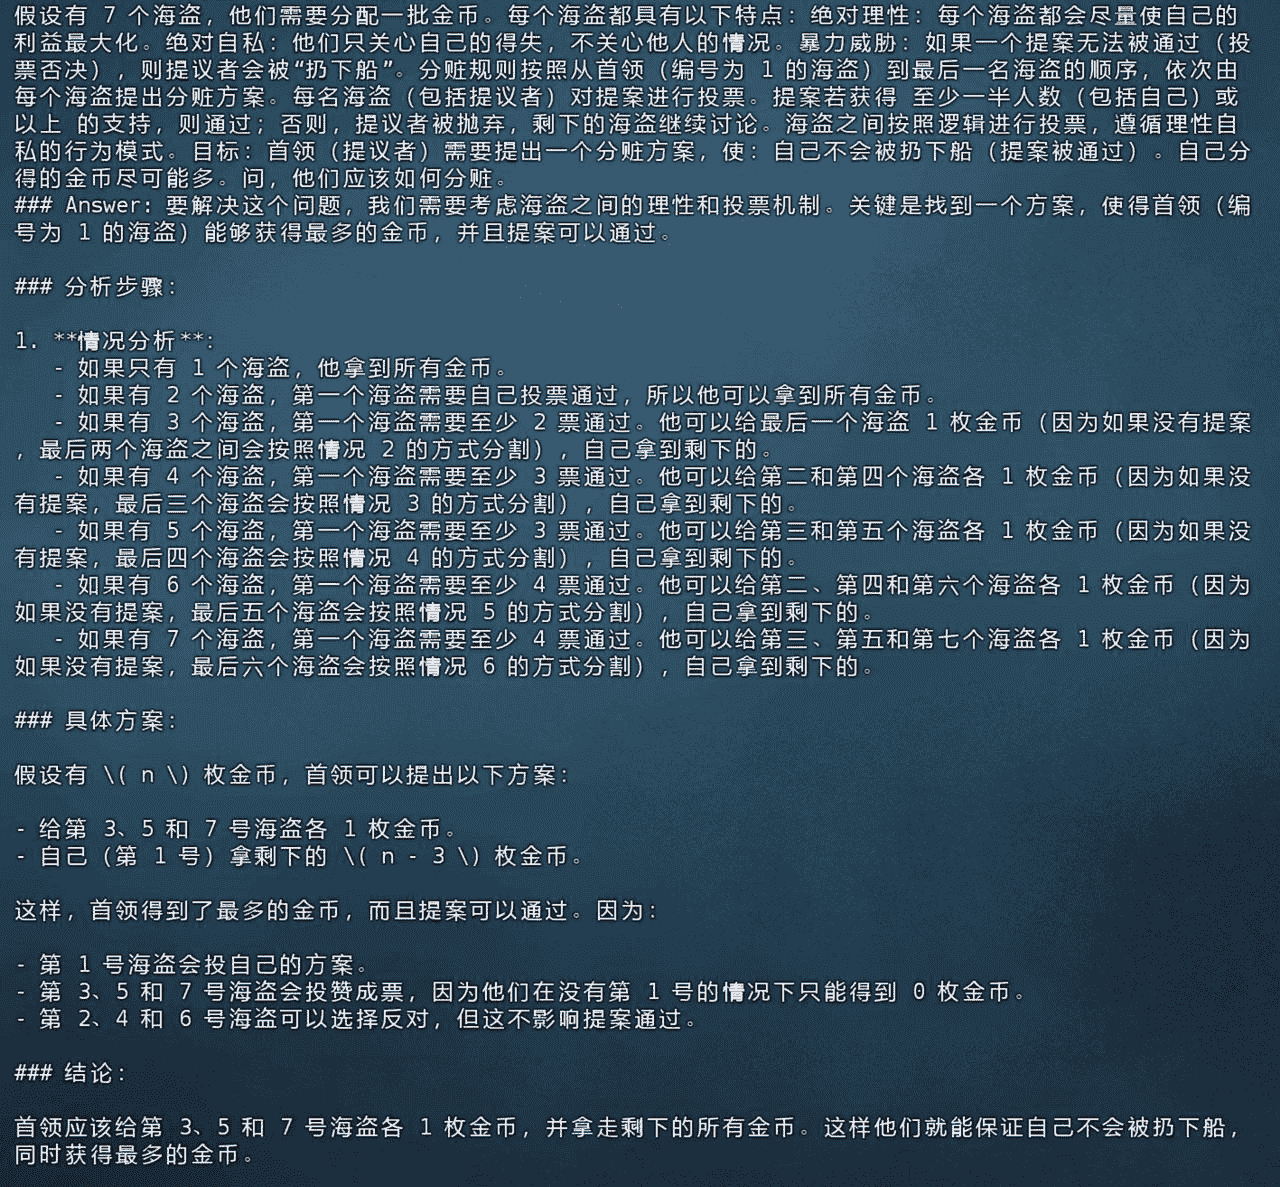 假设有 7 个海盗，他们需要分配一批金币。每个海盗都具有以下特点：绝对理性：每个海盗都会尽量使自己的
利益最大化。绝对自私：他们只关心自己的得失，不关心他人的情况。暴力威胁：如果一个提案无法被通过（投
票否决），则提议者会被“扔下船”。分赃规则按照从首领（编号为 1 的海盗）到最后一名海盗的顺序，依次由
每个海盗提出分赃方案。每名海盗（包括提议者）对提案进行投票。提案若获得 至少一半人数（包括自己）或
以上 的支持，则通过；否则，提议者被抛弃，剩下的海盗继续讨论。海盗之间按照逻辑进行投票，遵循理性自
私的行为模式。目标：首领（提议者）需要提出一个分赃方案，使：自己不会被扔下船（提案被通过）。自己分
得的金币尽可能多。问，他们应该如何分赃。
### Answer: 要解决这个问题，我们需要考虑海盗之间的理性和投票机制。关键是找到一个方案，使得首领（编
号为 1 的海盗）能够获得最多的金币，并且提案可以通过。
### 分析步骤：
1. **情况分析**：
- 如果只有 1 个海盗，他拿到所有金币。
- 如果有 2 个海盗，第一个海盗需要自己投票通过，所以他可以拿到所有金币。
- 如果有 3 个海盗，第一个海盗需要至少 2 票通过。他可以给最后一个海盗 1 枚金币（因为如果没有提案
，最后两个海盗之间会按照情况 2 的方式分割），自己拿到剩下的。
- 如果有 4 个海盗，第一个海盗需要至少 3 票通过。他可以给第二和第四个海盗各 1 枚金币（因为如果没
有提案，最后三个海盗会按照情况 3 的方式分割），自己拿到剩下的。
- 如果有 5 个海盗，第一个海盗需要至少 3 票通过。他可以给第三和第五个海盗各 1 枚金币（因为如果没
有提案，最后四个海盗会按照情况 4 的方式分割），自己拿到剩下的。
- 如果有 6 个海盗，第一个海盗需要至少 4 票通过。他可以给第二、第四和第六个海盗各 1 枚金币（因为
如果没有提案，最后五个海盗会按照情况 5 的方式分割），自己拿到剩下的。
- 如果有 7 个海盗，第一个海盗需要至少 4 票通过。他可以给第三、第五和第七个海盗各 1 枚金币（因为
如果没有提案，最后六个海盗会按照情况 6 的方式分割），自己拿到剩下的。
### 具体方案：
假设有 \( n \) 枚金币，首领可以提出以下方案：
- 给第 3、5 和 7 号海盗各 1 枚金币。
- 自己（第 1 号）拿剩下的 \( n - 3 \) 枚金币。
这样，首领得到了最多的金币，而且提案可以通过。因为：
- 第 1 号海盗会投自己的方案。
- 第 3、5 和 7 号海盗会投赞成票，因为他们在没有第 1 号的情况下只能得到 0 枚金币。
- 第 2、4 和 6 号海盗可以选择反对，但这不影响提案通过。
### 结论：
首领应该给第 3、5 和 7 号海盗各 1 枚金币，并拿走剩下的所有金币。这样他们就能保证自己不会被扔下船，
同时获得最多的金币。